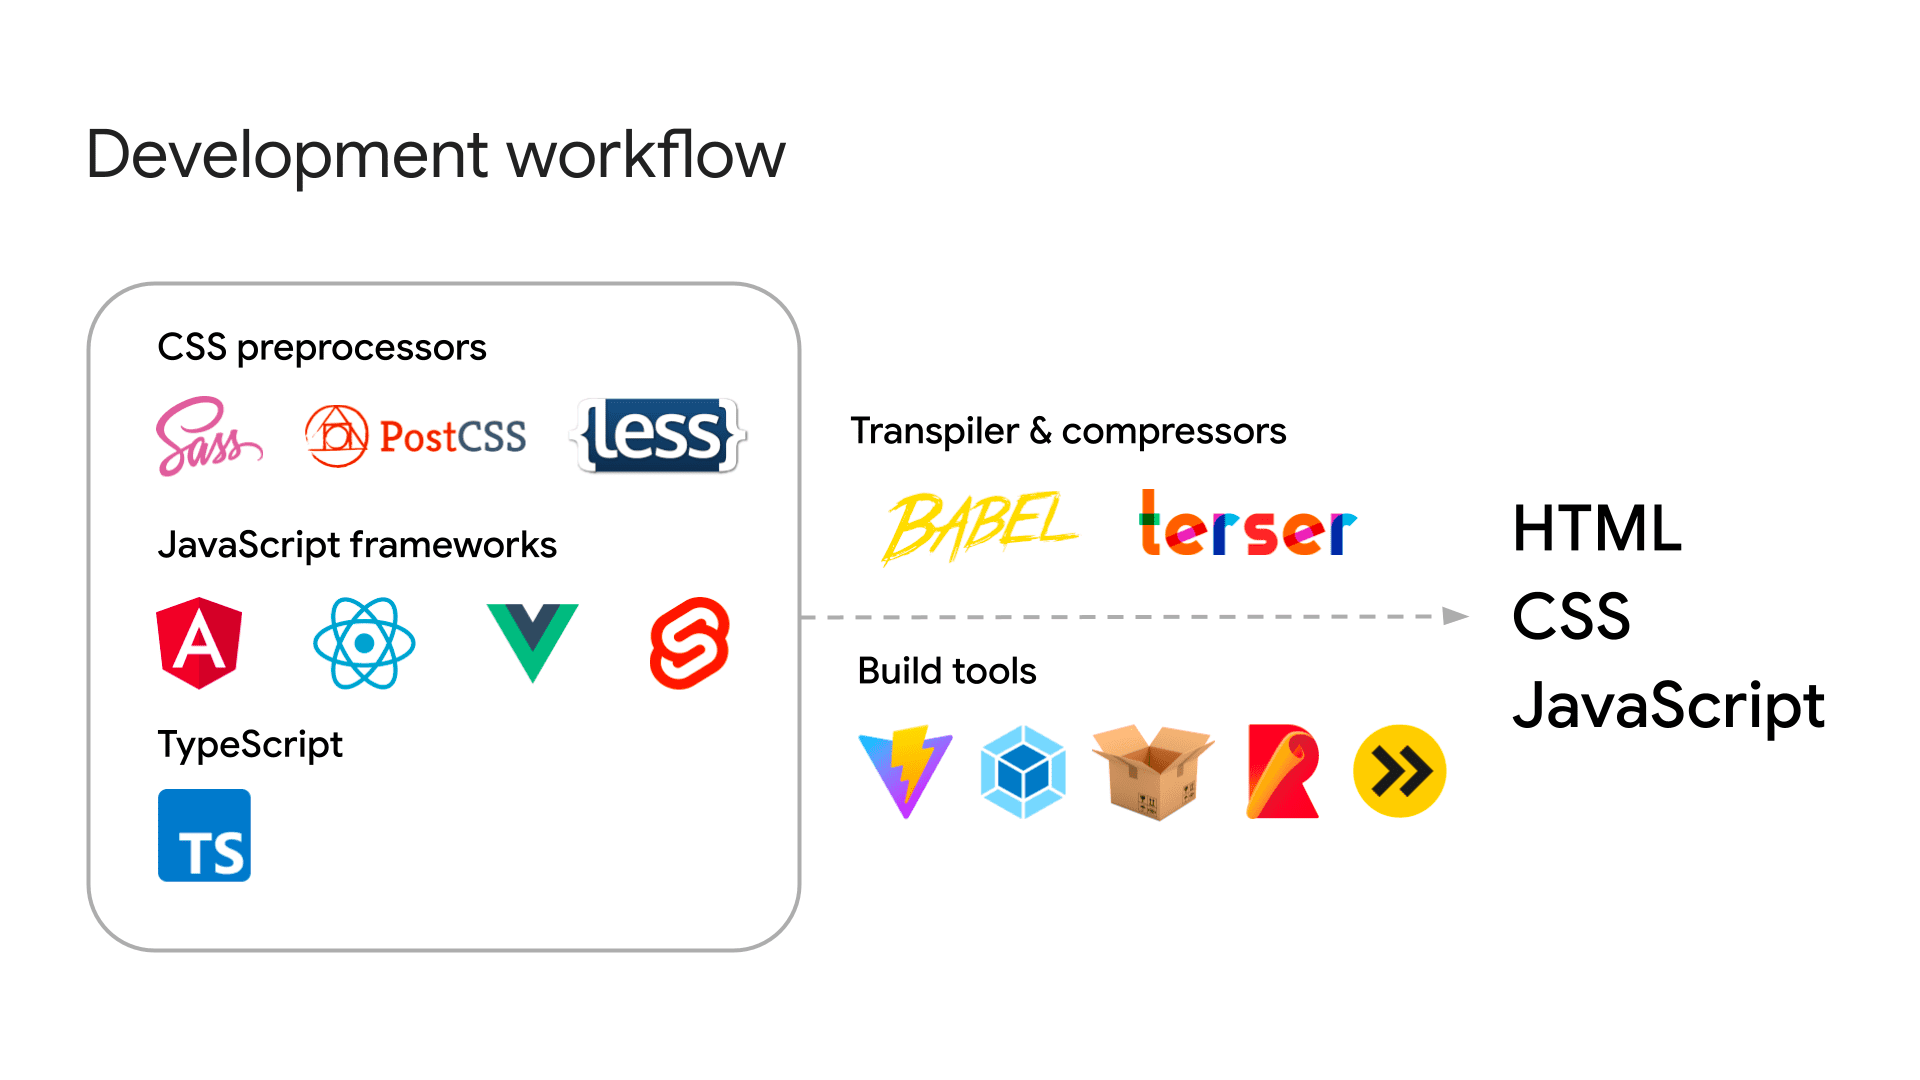 Development workflow
CSS preprocessors
Sass PostCSS {less}
JavaScript frameworks
A
TypeScript
TS
Transpiler & compressors
BABEL terser
Build tools
HTML
CSS
JavaScript